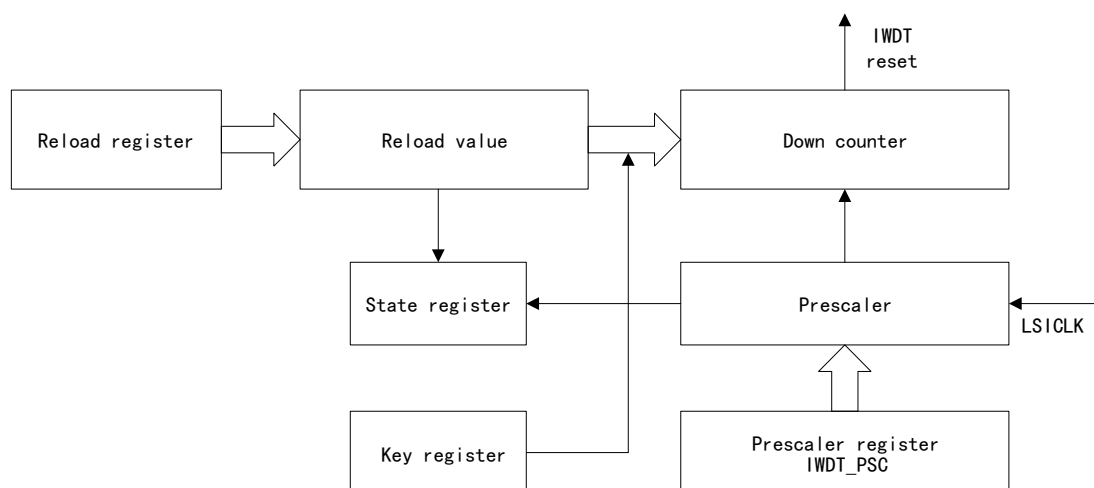 IWDT
reset
Reload register
Reload value
Down counter
State register
Prescaler
LSICLK
Key register
Prescaler register
IWDT_PSC